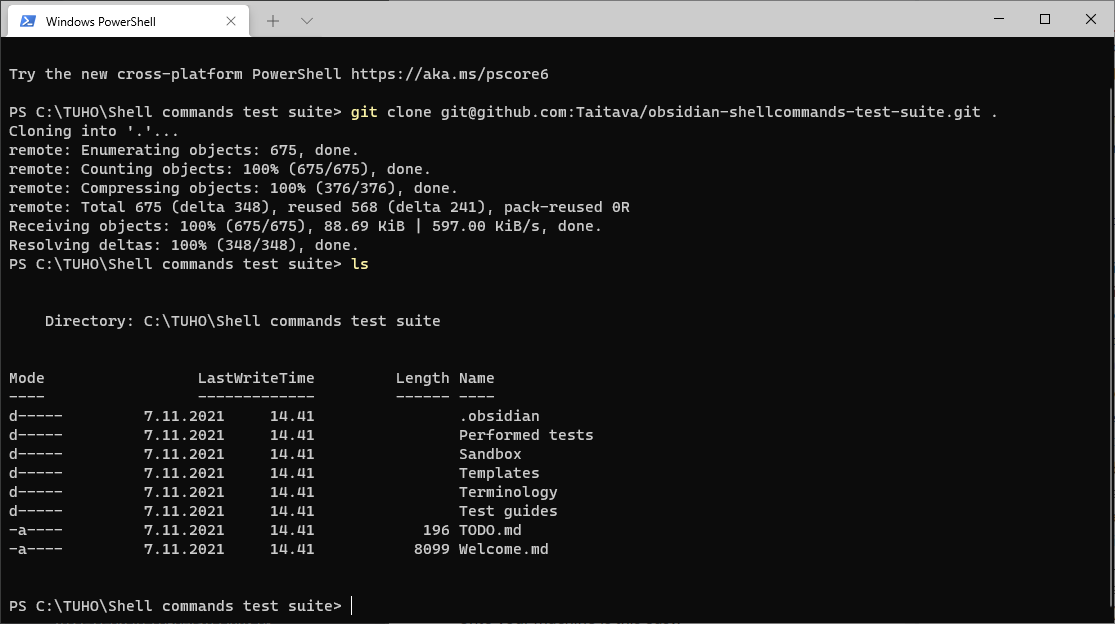 Windows PowerShell
Try the new cross-platform PowerShell https://aka.ms/pscore6
PS C:\TUHO\Shell commands test suite> git clone git@github.com:Taitava/obsidian-shellcommands-test-suite.git .
Cloning into '.'...
remote: Enumerating objects: 675, done.
remote: Counting objects: 100% (675/675), done.
remote: Compressing objects: 100% (376/376), done.
remote: Total 675 (delta 348), reused 568 (delta 241), pack-reused 0R
Receiving objects: 100% (675/675), 88.69 KiB | 597.00 KiB/s, done.
Resolving deltas: 100% (348/348), done.
PS C:\TUHO\Shell commands test suite> ls
    Directory: C:\TUHO\Shell commands test suite
Mode                 LastWriteTime         Length Name
----                 -------------         ------ ----
d-----         7.11.2021     14.41                .obsidian
d-----         7.11.2021     14.41                Performed tests
d-----         7.11.2021     14.41                Sandbox
d-----         7.11.2021     14.41                Templates
d-----         7.11.2021     14.41                Terminology
d-----         7.11.2021     14.41                Test guides
-a----         7.11.2021     14.41            196 TODO.md
-a----         7.11.2021     14.41           8099 Welcome.md
PS C:\TUHO\Shell commands test suite>